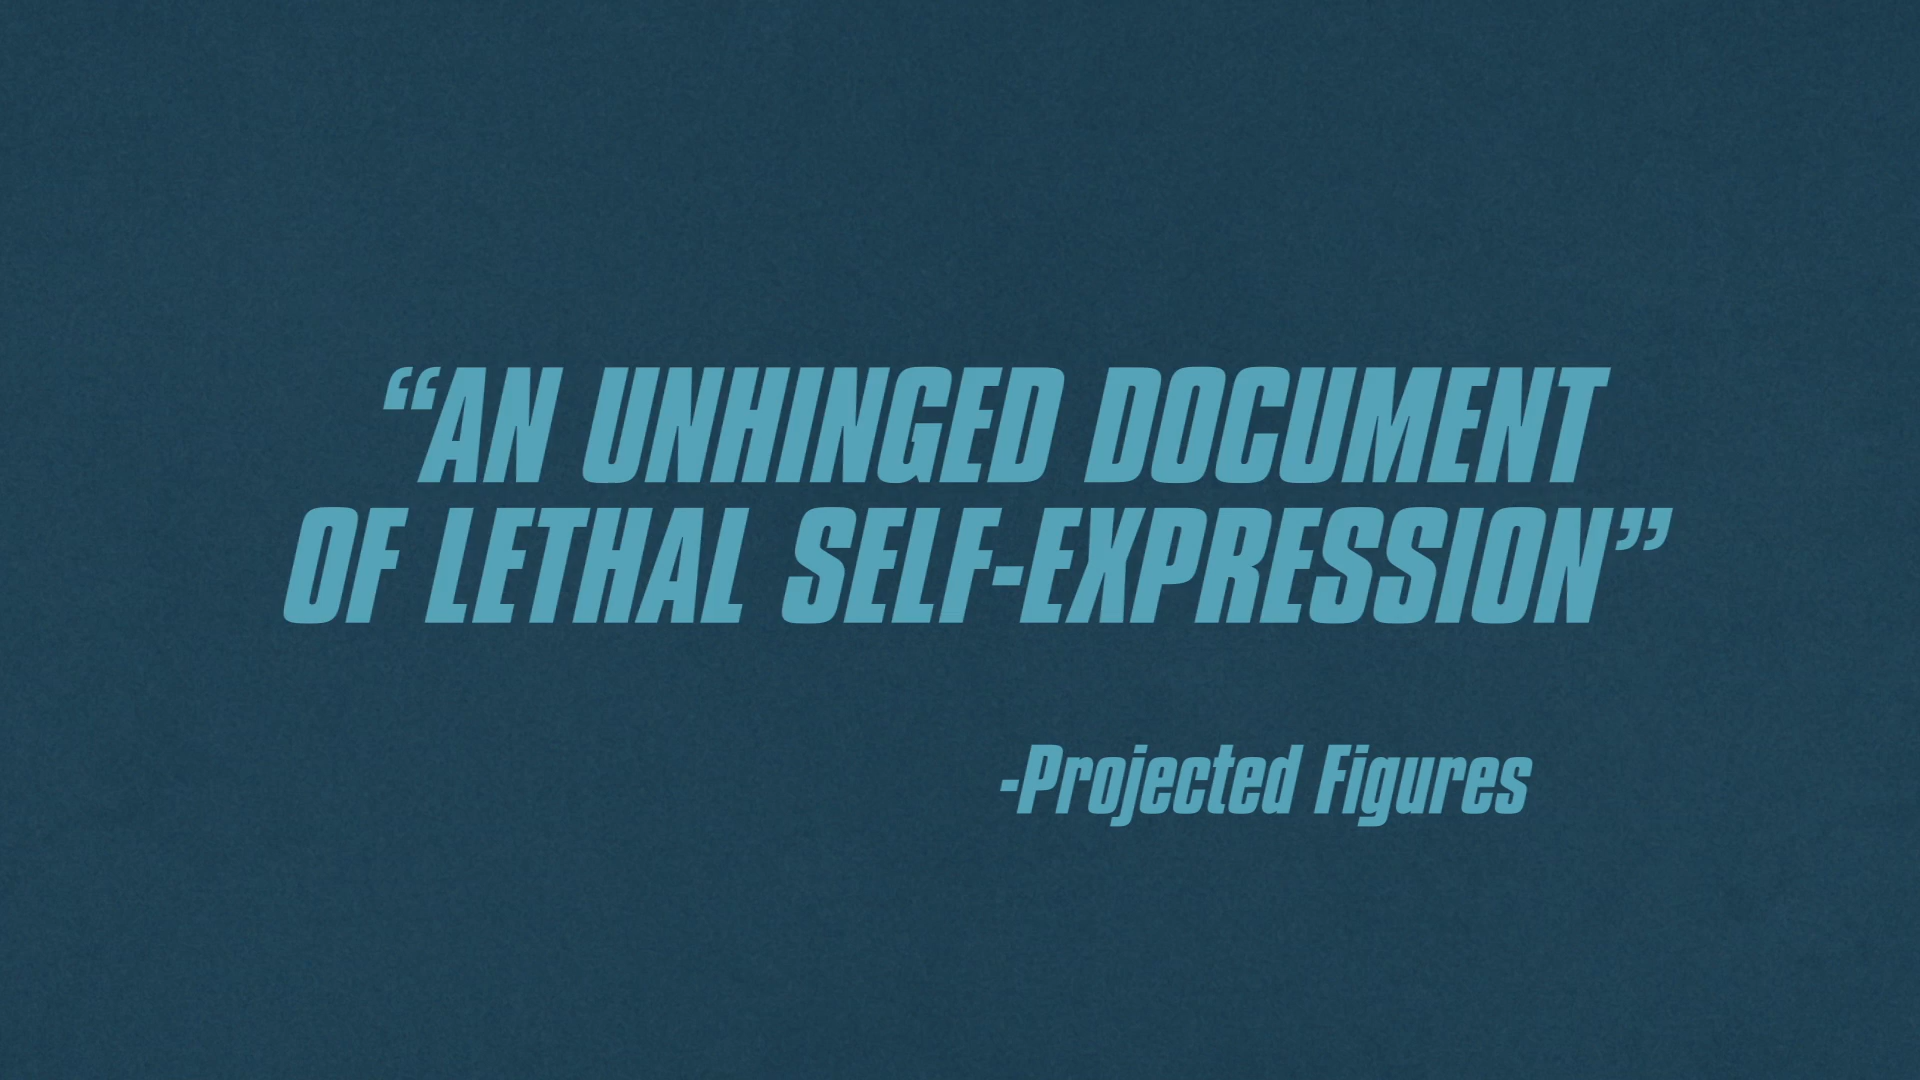 “AN UNHINGED DOCUMENT
OF LETHAL SELF-EXPRESSION”
-Projected Figures